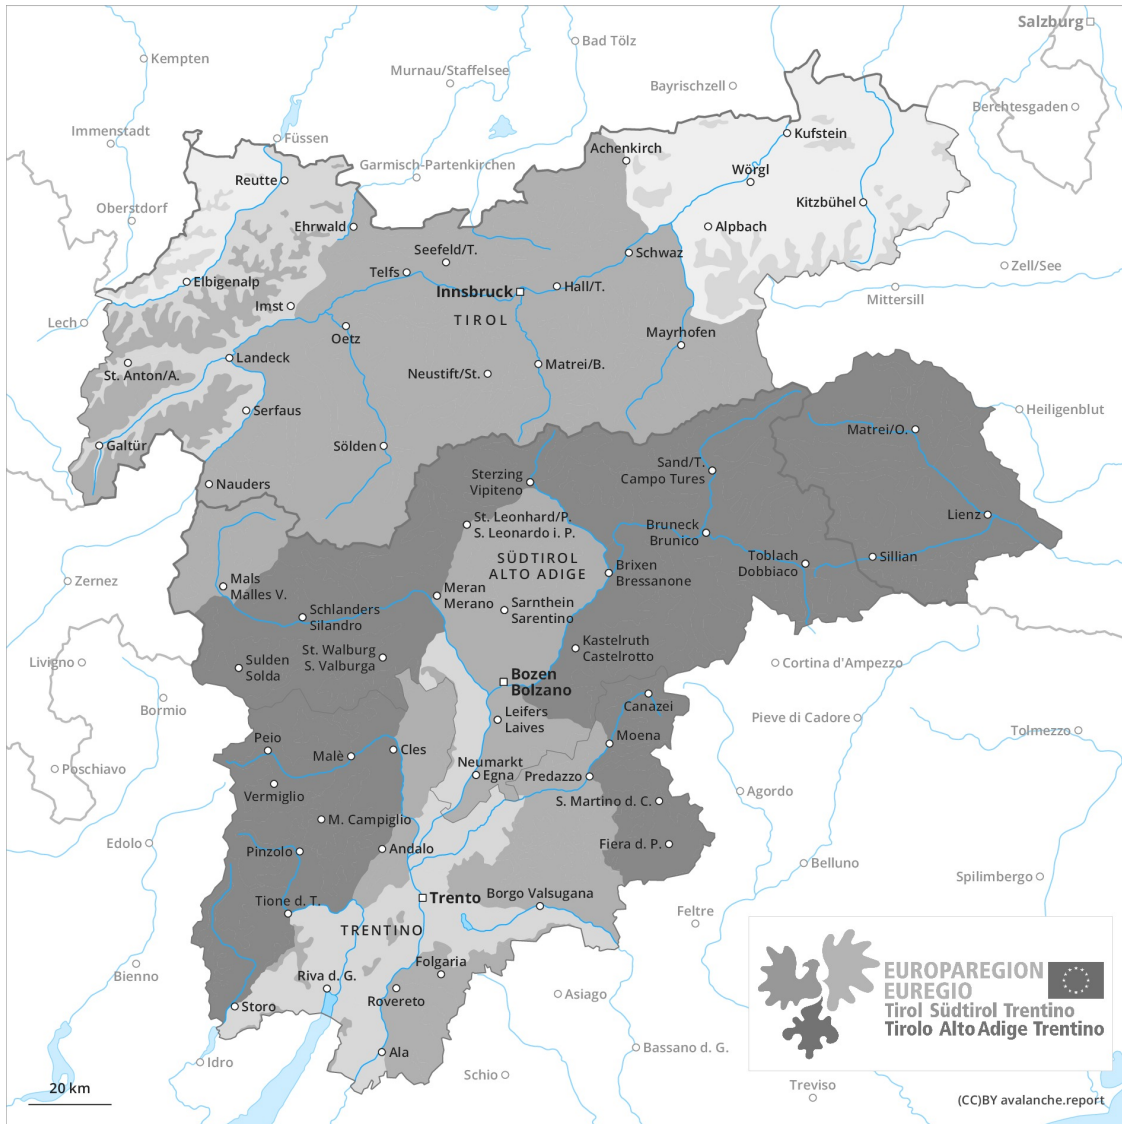 Salzburg
Bad Tölz
Kempten
Murnau/Staffelsee
Bayrischzell
Berchtesgaden
Immenstadt
Füssen
Kufstein
Achenkirch
Garmisch-Partenkirchen
Wörgl
Reutte
Kitzbühel
Oberstdorf
Ehrwald
Alpbach
Seefeld/T.
Schwaz
Zell/See
Telfs
Elbigenalp
Hall/T.
Innsbruck
Mittersill
Imst
TIROL
Lech
Oetz
Mayrhofen
Landeck
Matrei/B.
St. Anton/A.
Neustift/St.
Serfaus
Heiligenblut
Matrei/O.
Galtür
Sölden
Sand/T.
Campo Tures
Sterzing
Vipiteno
Nauders
Lienz
St. Leonhard/P.
S. Leonardo i. P.
Bruneck
Brunico
SÜDTIROL
ALTO ADIGE
Toblach
Dobbiaco
Sillian
Brixen
Bressanone
Zernez
Mals
Malles V.
Meran
Merano
Sarnthein
Sarentino
Schlanders
Silandro
Kastelruth
Castelrotto
St. Walburg
S. Valburga
Livigno
Sulden
Solda
Cortina d'Ampezzo
Bozen
Bolzano
Bormio
Canazei
Leifers
Laives
Pieve di Cadore
Tolmezzo
Peio
Moena
Malè
Cles
Neumarkt
Egna
Poschiavo
Predazzo
Vermiglio
Agordo
S. Martino d. C.
M. Campiglio
Edolo
Fiera d. P.
Pinzolo
Andalo
Belluno
Spilimbergo
Borgo Valsugana
Trento
Tione d. T.
Feltre
TRENTINO
Folgaria
Bienno
Riva d. G.
EUROPAREGION
EUREGIO
Tirol Südtirol Trentino
Tirolo Alto Adige Trentino
Asiago
Rovereto
Storo
Bassano d. G.
Ala
Idro
Schio
20 km
Treviso
(CC)BY avalanche.report